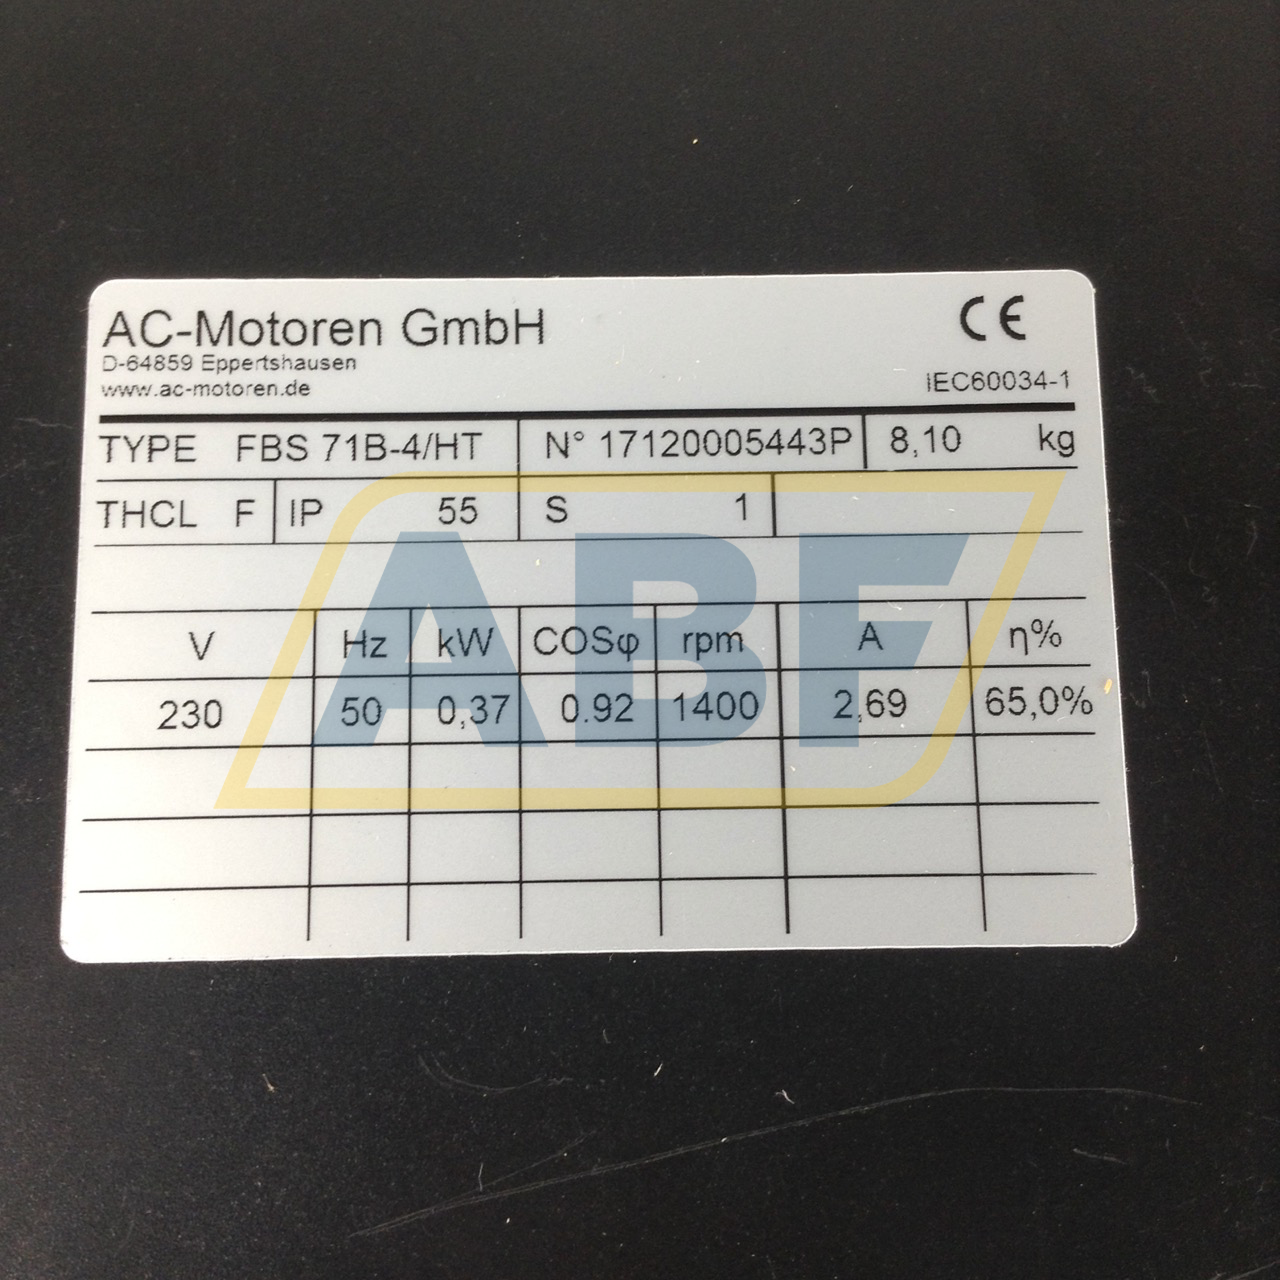 AC-Motoren GmbH
CE
D-64859 Eppertshausen
www.ac-motoren.de
IEC60034-1
TYPE FBS 71B-4/HT N° 17120005443P 8,10 kg
THCL F IP 55 S 1
V Hz kW COSφ rpm A η%
230 50 0,37 0.92 1400 2,69 65,0%
ABF